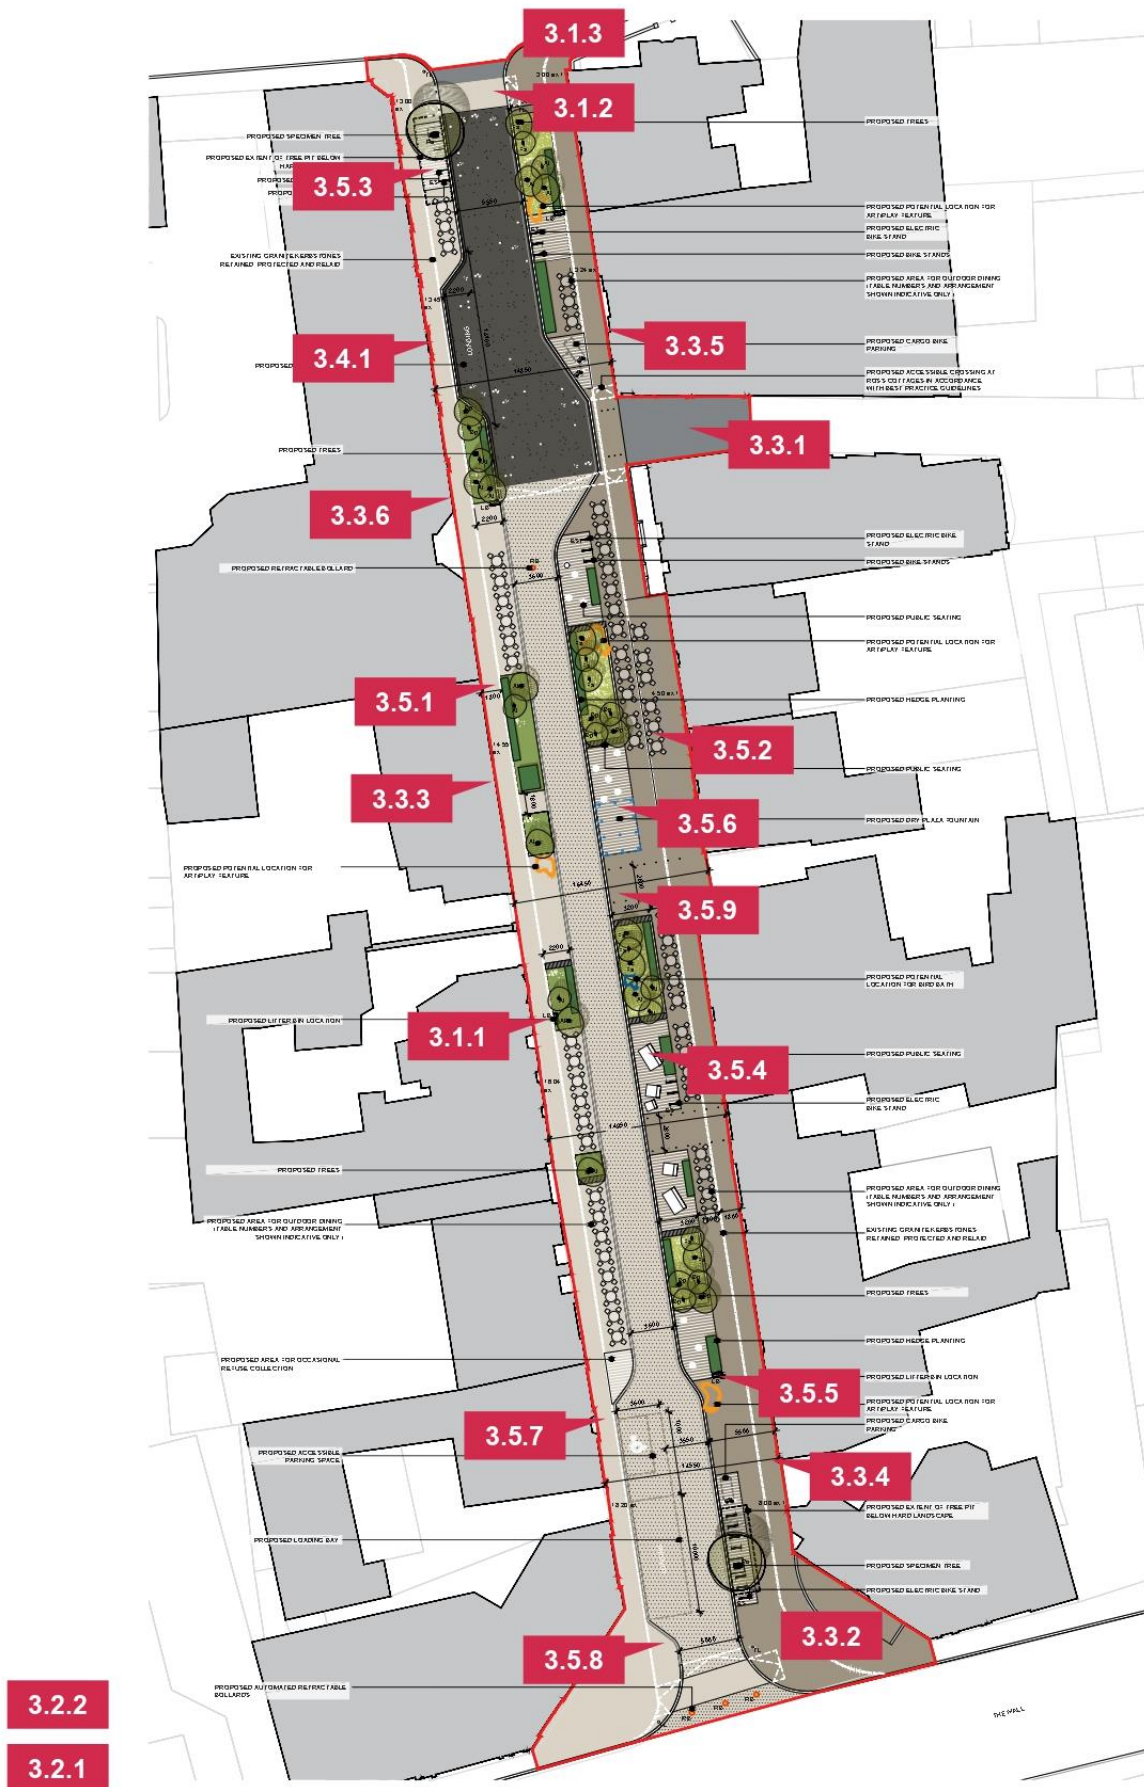 3.1.3
3.1.2
PROPOSED SPECIMEN TREE
PROPOSED TREES
PROPOSED EXTENT OF TREE PIT BELOW
3.5.3
PROPOSED POTENTIAL LOCATION FOR
ART/PLAY FEATURE
PROPOSED ELECTRIC
BIKE STAND
PROPOSED BIKE STANDS
EXISTING GRANITE KERBSTONES
RETAINED PROTECTED AND RELAID
PROPOSED AREA FOR OUTDOOR DINING
(TABLE NUMBERS AND ARRANGEMENT
SHOWN INDICATIVE ONLY)
3.3.5
3.4.1
LOADING
PROPOSED CARGO BIKE
PARKING
PROPOSED ACCESSIBLE CROSSING AT
ROSS COTTAGES IN ACCORDANCE
WITH BEST PRACTICE GUIDELINES
3.3.1
PROPOSED TREES
3.3.6
PROPOSED ELECTRIC BIKE
STAND
PROPOSED BIKE STANDS
PROPOSED RETRACTABLE BOLLARD
RB
PROPOSED PUBLIC SEATING
PROPOSED POTENTIAL LOCATION FOR
ART/PLAY FEATURE
3.5.1
PROPOSED HEDGE PLANTING
3.5.2
PROPOSED PUBLIC SEATING
3.3.3
3.5.6
PROPOSED DRY PLAZA FOUNTAIN
PROPOSED POTENTIAL LOCATION FOR
ART/PLAY FEATURE
3.5.9
PROPOSED POTENTIAL
LOCATION FOR BIRD BATH
PROPOSED LITTER BIN LOCATION
3.1.1
PROPOSED PUBLIC SEATING
3.5.4
PROPOSED ELECTRIC
BIKE STAND
PROPOSED TREES
PROPOSED AREA FOR OUTDOOR DINING
(TABLE NUMBERS AND ARRANGEMENT
SHOWN INDICATIVE ONLY)
PROPOSED AREA FOR OUTDOOR DINING
(TABLE NUMBERS AND ARRANGEMENT
SHOWN INDICATIVE ONLY)
EXISTING GRANITE KERBSTONES
RETAINED PROTECTED AND RELAID
PROPOSED TREES
PROPOSED HEDGE PLANTING
PROPOSED AREA FOR OCCASIONAL
REFUSE COLLECTION
PROPOSED LITTER BIN LOCATION
3.5.5
PROPOSED POTENTIAL LOCATION FOR
ART/PLAY FEATURE
PROPOSED CARGO BIKE
PARKING
3.5.7
PROPOSED ACCESSIBLE
PARKING SPACE
3.3.4
PROPOSED EXTENT OF TREE PIT
BELOW HARD LANDSCAPE
PROPOSED LOADING BAY
PROPOSED SPECIMEN TREE
PROPOSED ELECTRIC BIKE STAND
3.3.2
3.5.8
PROPOSED AUTOMATED RETRACTABLE
BOLLARDS
RB
RB
RB
THE MALL
3.2.2
3.2.1